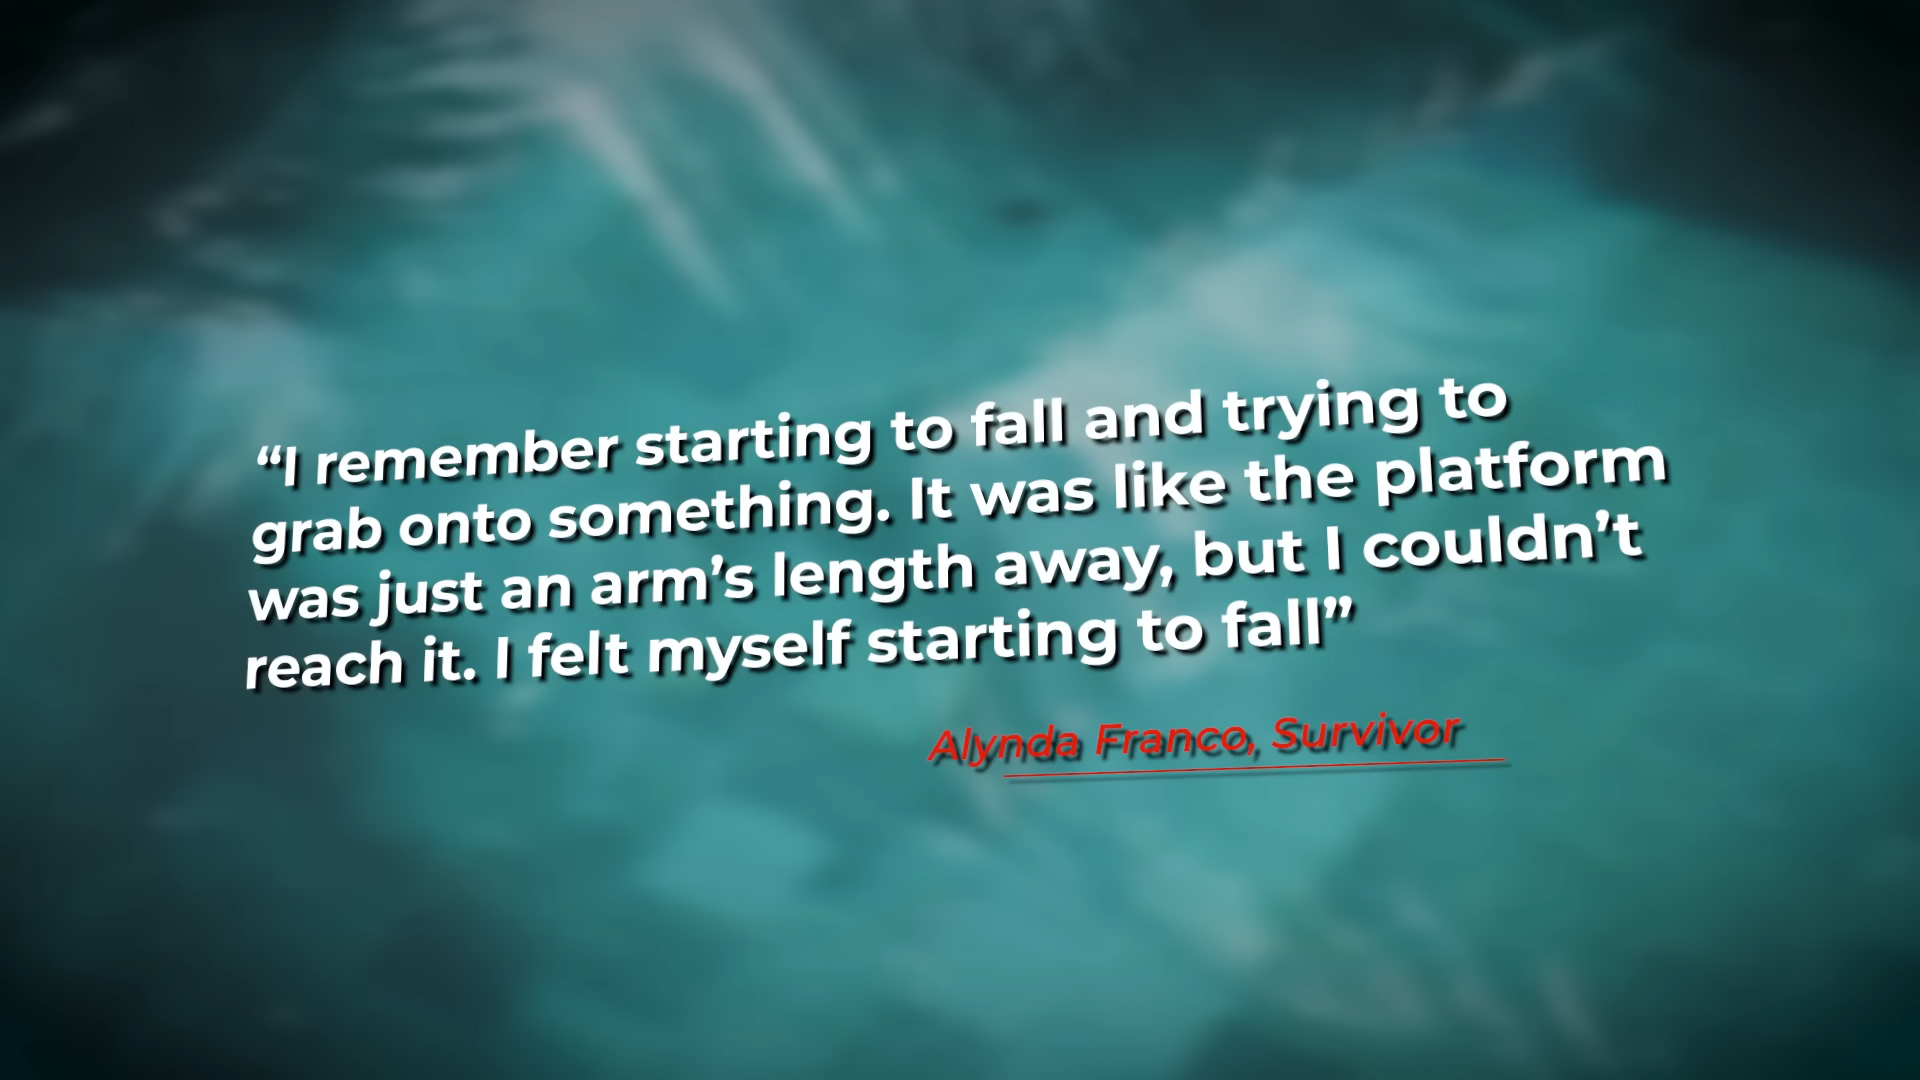 “I remember starting to fall and trying to
grab onto something. It was like the platform
was just an arm’s length away, but I couldn’t
reach it. I felt myself starting to fall”
Alynda Franco, Survivor